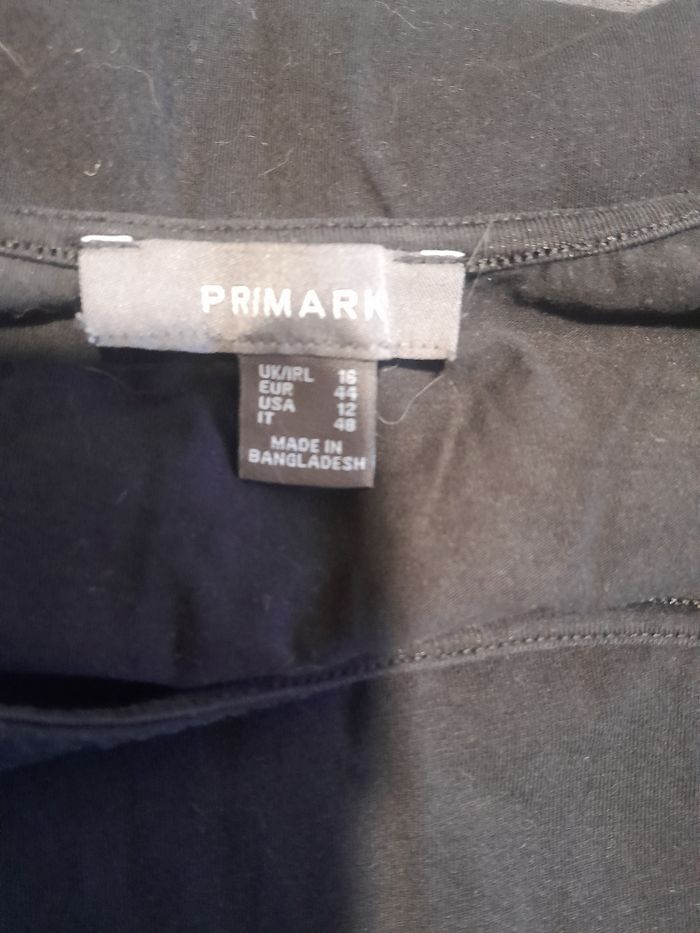 PRIMARK
UK/IRL 16
EUR 44
USA 12
IT 48
MADE IN
BANGLADESH